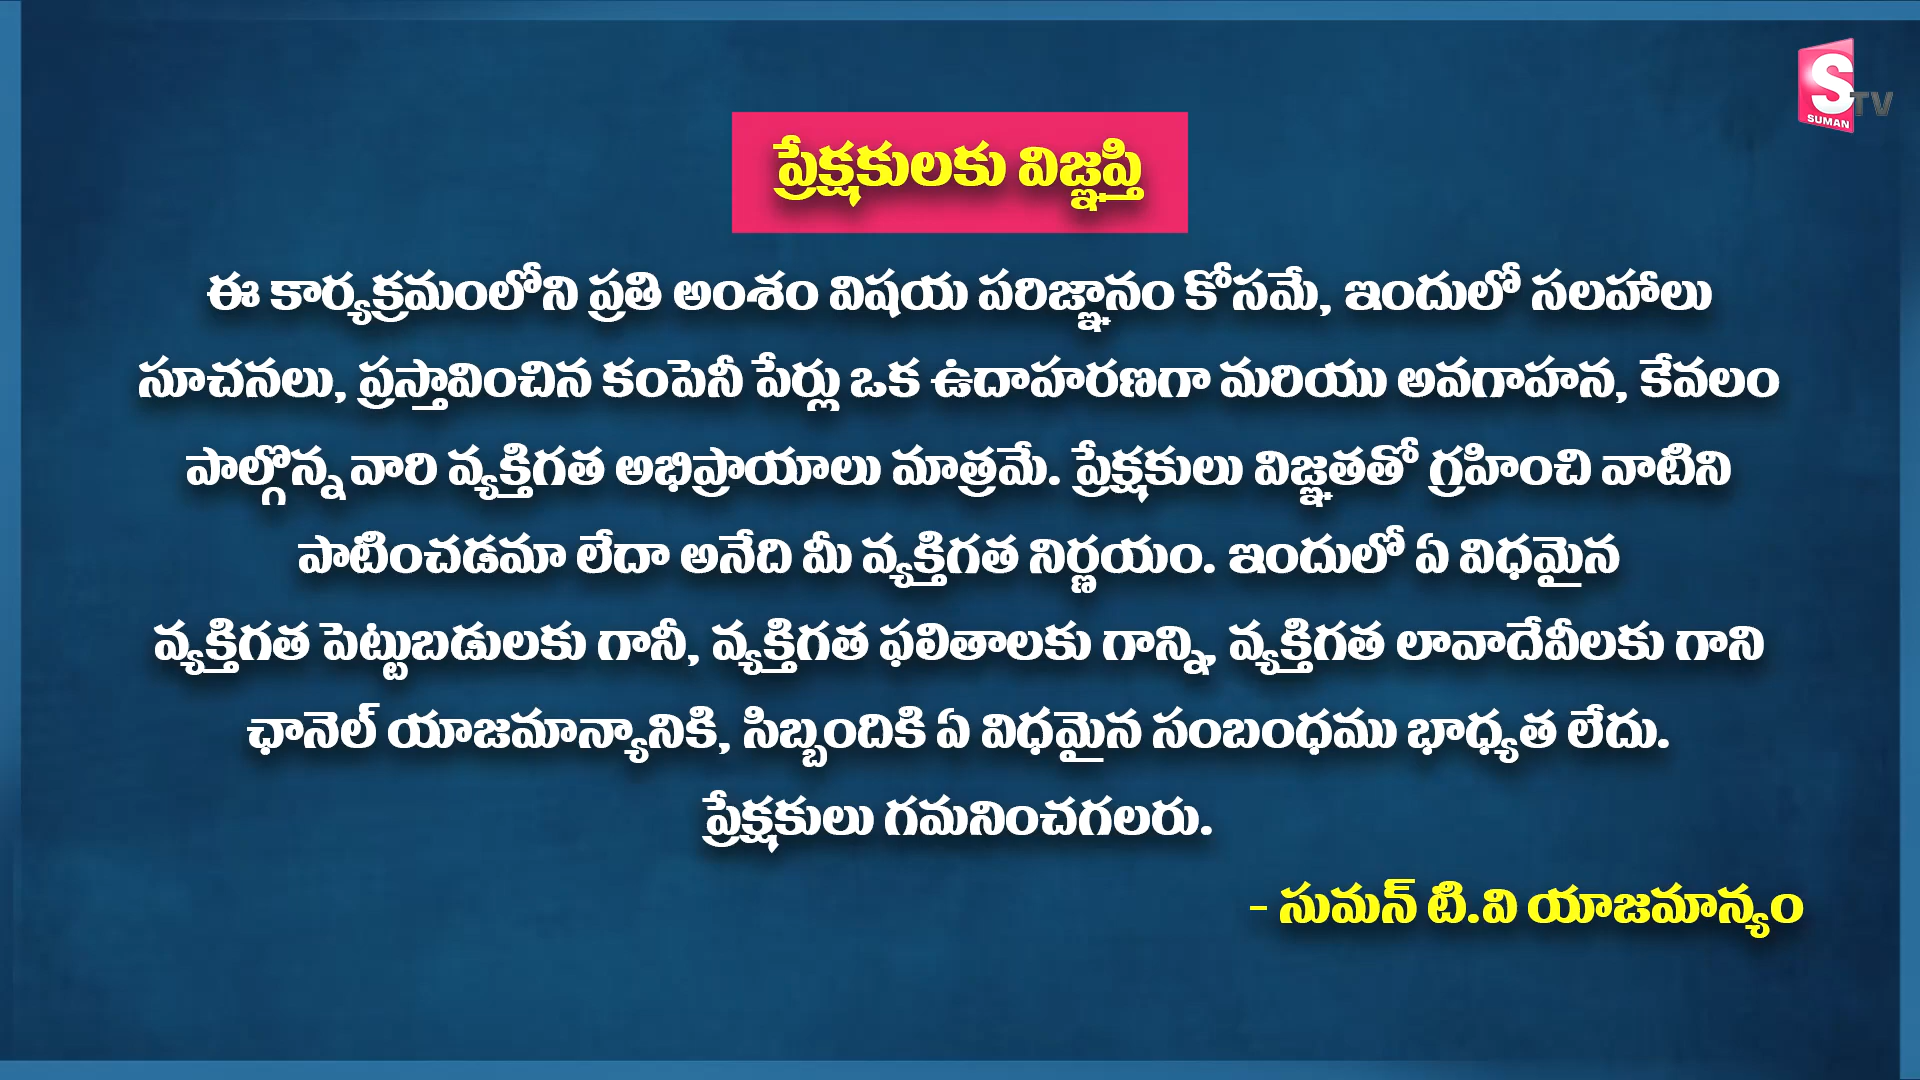 S
SUMAN
TV
ప్రేక్షకులకు విజ్ఞప్తి
ఈ కార్యక్రమంలోని ప్రతి అంశం విషయ పరిజ్ఞానం కోసమే, ఇందులో సలహాలు
సూచనలు, ప్రస్తావించిన కంపెనీ పేర్లు ఒక ఉదాహరణగా మరియు అవగాహన, కేవలం
పాల్గొన్న వారి వ్యక్తిగత అభిప్రాయాలు మాత్రమే. ప్రేక్షకులు విజ్ఞతతో గ్రహించి వాటిని
పాటించడమా లేదా అనేది మీ వ్యక్తిగత నిర్ణయం. ఇందులో ఏ విధమైన
వ్యక్తిగత పెట్టుబడులకు గానీ, వ్యక్తిగత ఫలితాలకు గాన్ని, వ్యక్తిగత లావాదేవీలకు గాని
ఛానెల్ యాజమాన్యానికి, సిబ్బందికి ఏ విధమైన సంబంధము భాధ్యత లేదు.
ప్రేక్షకులు గమనించగలరు.
- సుమన్ టి.వి యాజమాన్యం